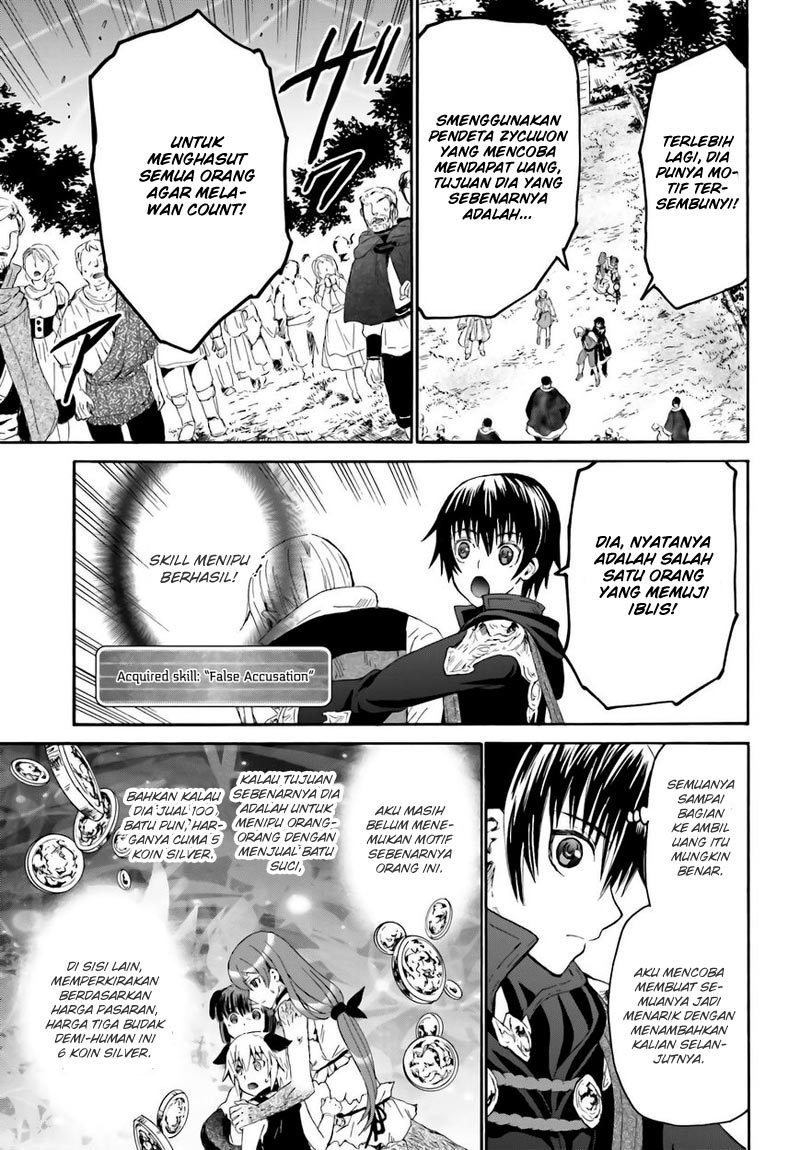 TERLEBIH
LAGI, DIA
PUNYA MO-
TIF TER-
SEMBUNYI!
SMENGGUNAKAN
PENDETA ZYCUUON
YANG MENCOBA
MENDAPAT UANG,
TUJUAN DIA YANG
SEBENARNYA
ADALAH...
UNTUK
MENGHASUT
SEMUA ORANG
AGAR MELA-
WAN COUNT!
ザワッ
DIA, NYATANYA
ADALAH SALAH
SATU ORANG
YANG MEMUJI
IBLIS!
SKILL MENIPU
BERHASIL!
Acquired skill: "False Accusation"
SEMUANYA
SAMPAI
BAGIAN
KE AMBIL
UANG ITU
MUNGKIN
BENAR.
AKU MENCOBA
MEMBUAT SE-
MUANYA JADI
MENARIK DENGAN
MENAMBAHKAN
KALIAN SELAN-
JUTNYA.
AKU MASIH
BELUM MENE-
MUKAN MOTIF
SEBENARNYA
ORANG INI.
KALAU TUJUAN
SEBENARNYA DIA
ADALAH UNTUK
MENIPU ORANG-
ORANG DENGAN
MENJUAL BATU
SUCI,
BAHKAN KALAU
DIA JUAL 100
BATU PUN, HAR-
GANYA CUMA 5
KOIN SILVER.
DI SISI LAIN,
MEMPERKIRAKAN
BERDASARKAN
HARGA PASARAN,
HARGA TIGA BUDAK
DEMI-HUMAN INI
6 KOIN SILVER.